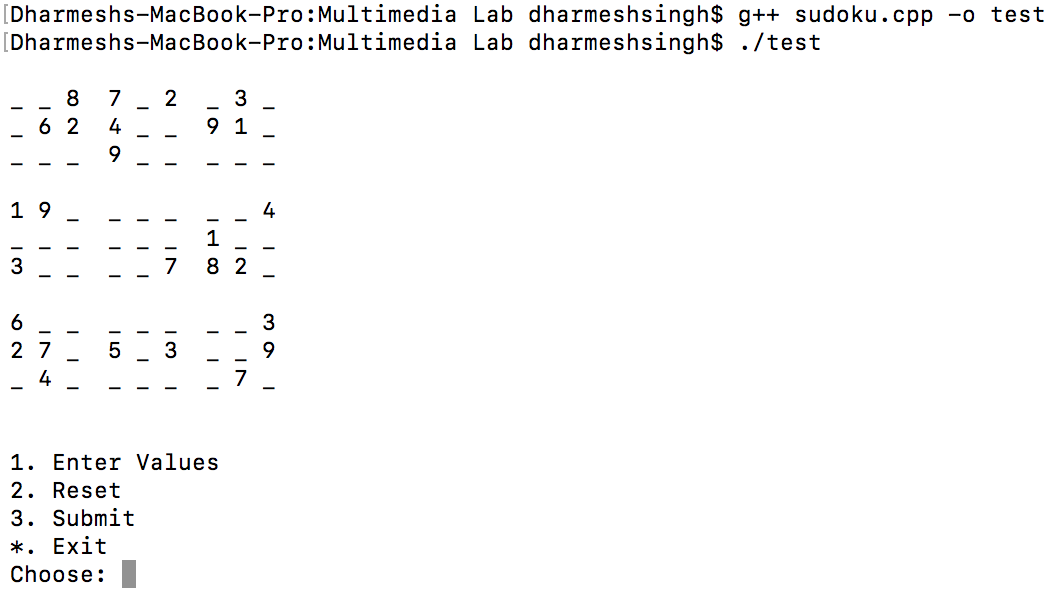 [Dharmeshs-MacBook-Pro:Multimedia Lab dharmeshsingh$ g++ sudoku.cpp -o test
[Dharmeshs-MacBook-Pro:Multimedia Lab dharmeshsingh$ ./test
_ _ 8  7 _ 2  _ 3 _
_ 6 2  4 _ _  9 1 _
_ _ _  9 _ _  _ _ _
1 9 _  _ _ _  _ _ 4
_ _ _  _ _ _  1 _ _
3 _ _  _ _ 7  8 2 _
6 _ _  _ _ _  _ _ 3
2 7 _  5 _ 3  _ _ 9
_ 4 _  _ _ _  _ 7 _
1. Enter Values
2. Reset
3. Submit
*. Exit
Choose: